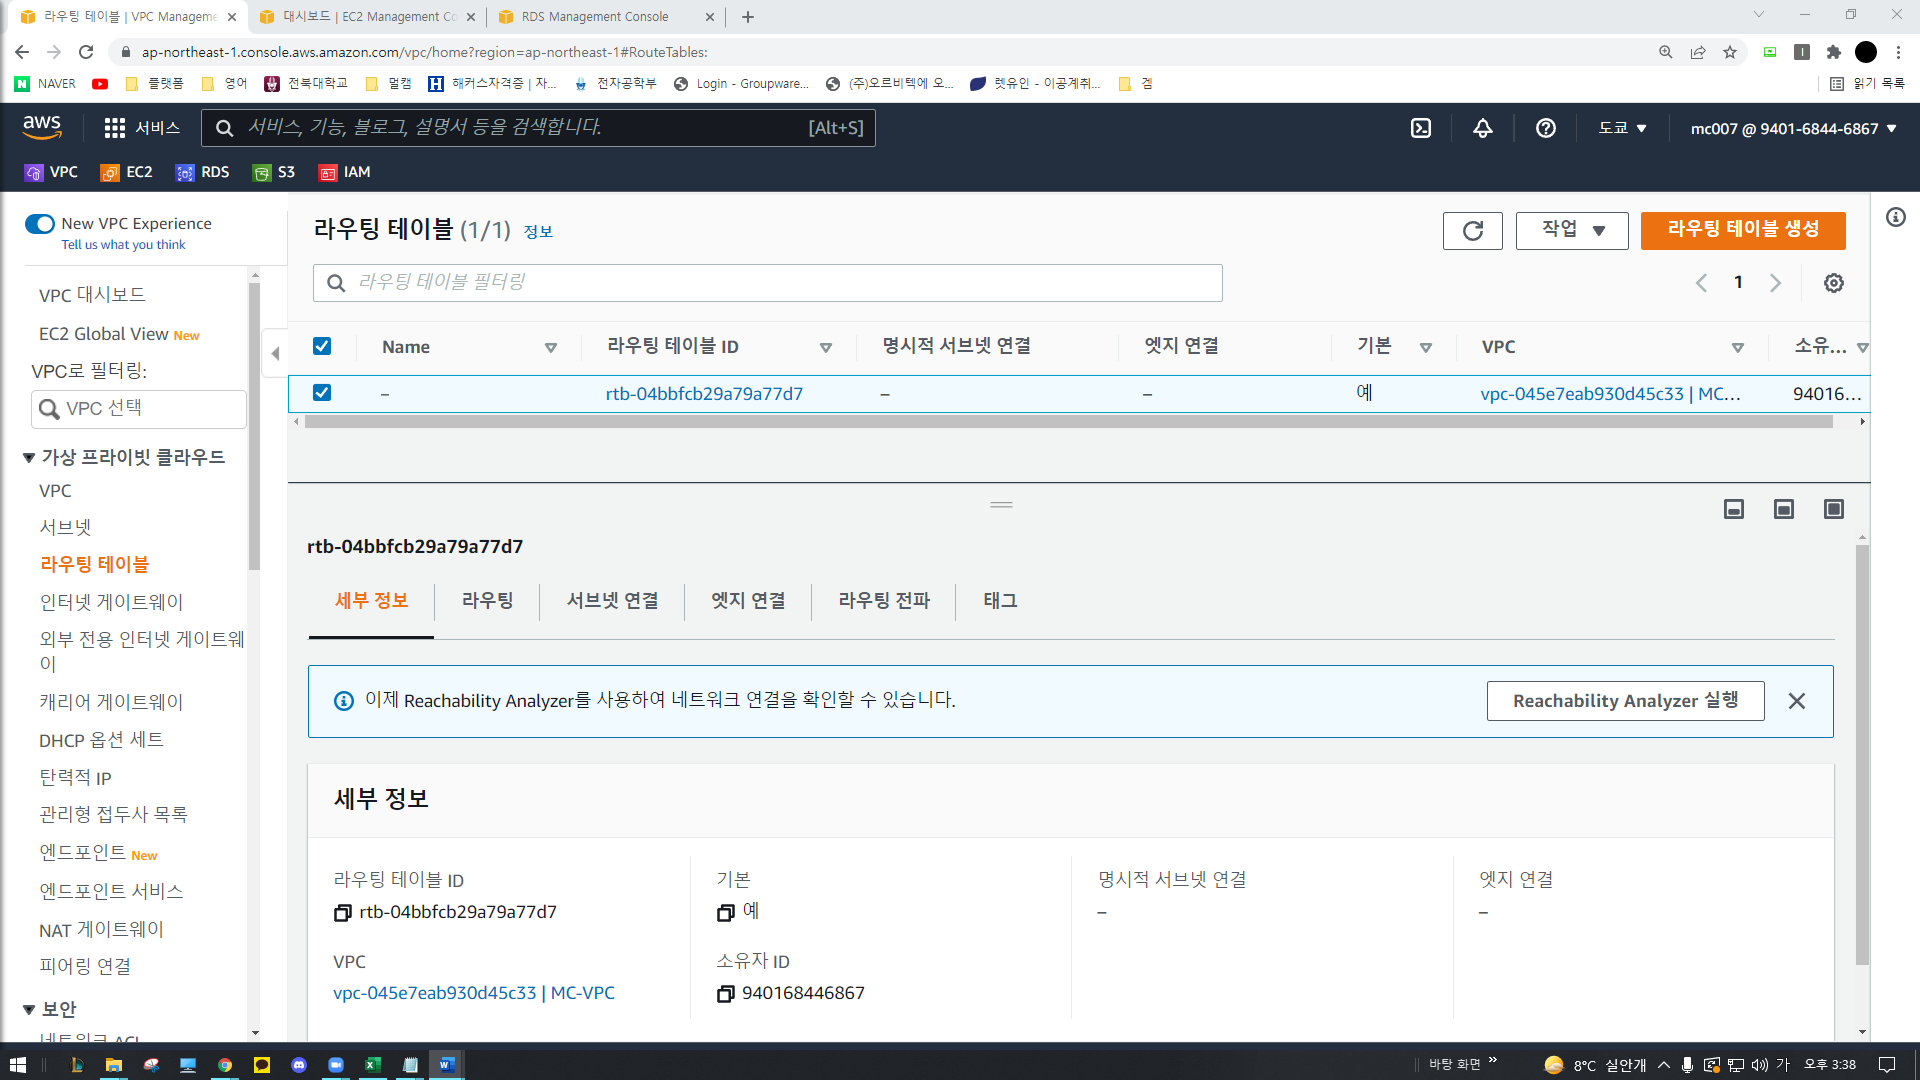 라우팅 테이블 | VPC Manageme
대시보드 | EC2 Management Co
RDS Management Console
ap-northeast-1.console.aws.amazon.com/vpc/home?region=ap-northeast-1#RouteTables:
NAVER
플랫폼
영어
전북대학교
멀캠
해커스자격증 | 자...
전자공학부
Login - Groupware...
(주)오르비텍에 오...
렛유인 - 이공계취...
겜
읽기 목록
aws
서비스
서비스, 기능, 블로그, 설명서 등을 검색합니다.
[Alt+S]
도쿄
mc007 @ 9401-6844-6867
VPC
EC2
RDS
S3
IAM
New VPC Experience
Tell us what you think
VPC 대시보드
EC2 Global View New
VPC로 필터링:
VPC 선택
가상 프라이빗 클라우드
VPC
서브넷
라우팅 테이블
인터넷 게이트웨이
외부 전용 인터넷 게이트웨
이
캐리어 게이트웨이
DHCP 옵션 세트
탄력적 IP
관리형 접두사 목록
엔드포인트 New
엔드포인트 서비스
NAT 게이트웨이
피어링 연결
보안
네트워크 ACL
라우팅 테이블 (1/1) 정보
작업
라우팅 테이블 생성
라우팅 테이블 필터링
1
Name
라우팅 테이블 ID
명시적 서브넷 연결
엣지 연결
기본
VPC
소유...
–
rtb-04bbfcb29a79a77d7
–
–
예
vpc-045e7eab930d45c33 | MC...
94016...
rtb-04bbfcb29a79a77d7
세부 정보
라우팅
서브넷 연결
엣지 연결
라우팅 전파
태그
이제 Reachability Analyzer를 사용하여 네트워크 연결을 확인할 수 있습니다.
Reachability Analyzer 실행
세부 정보
라우팅 테이블 ID
rtb-04bbfcb29a79a77d7
기본
예
명시적 서브넷 연결
–
엣지 연결
–
VPC
vpc-045e7eab930d45c33 | MC-VPC
소유자 ID
940168446867
바탕 화면
8°C 실안개
가
오후 3:38